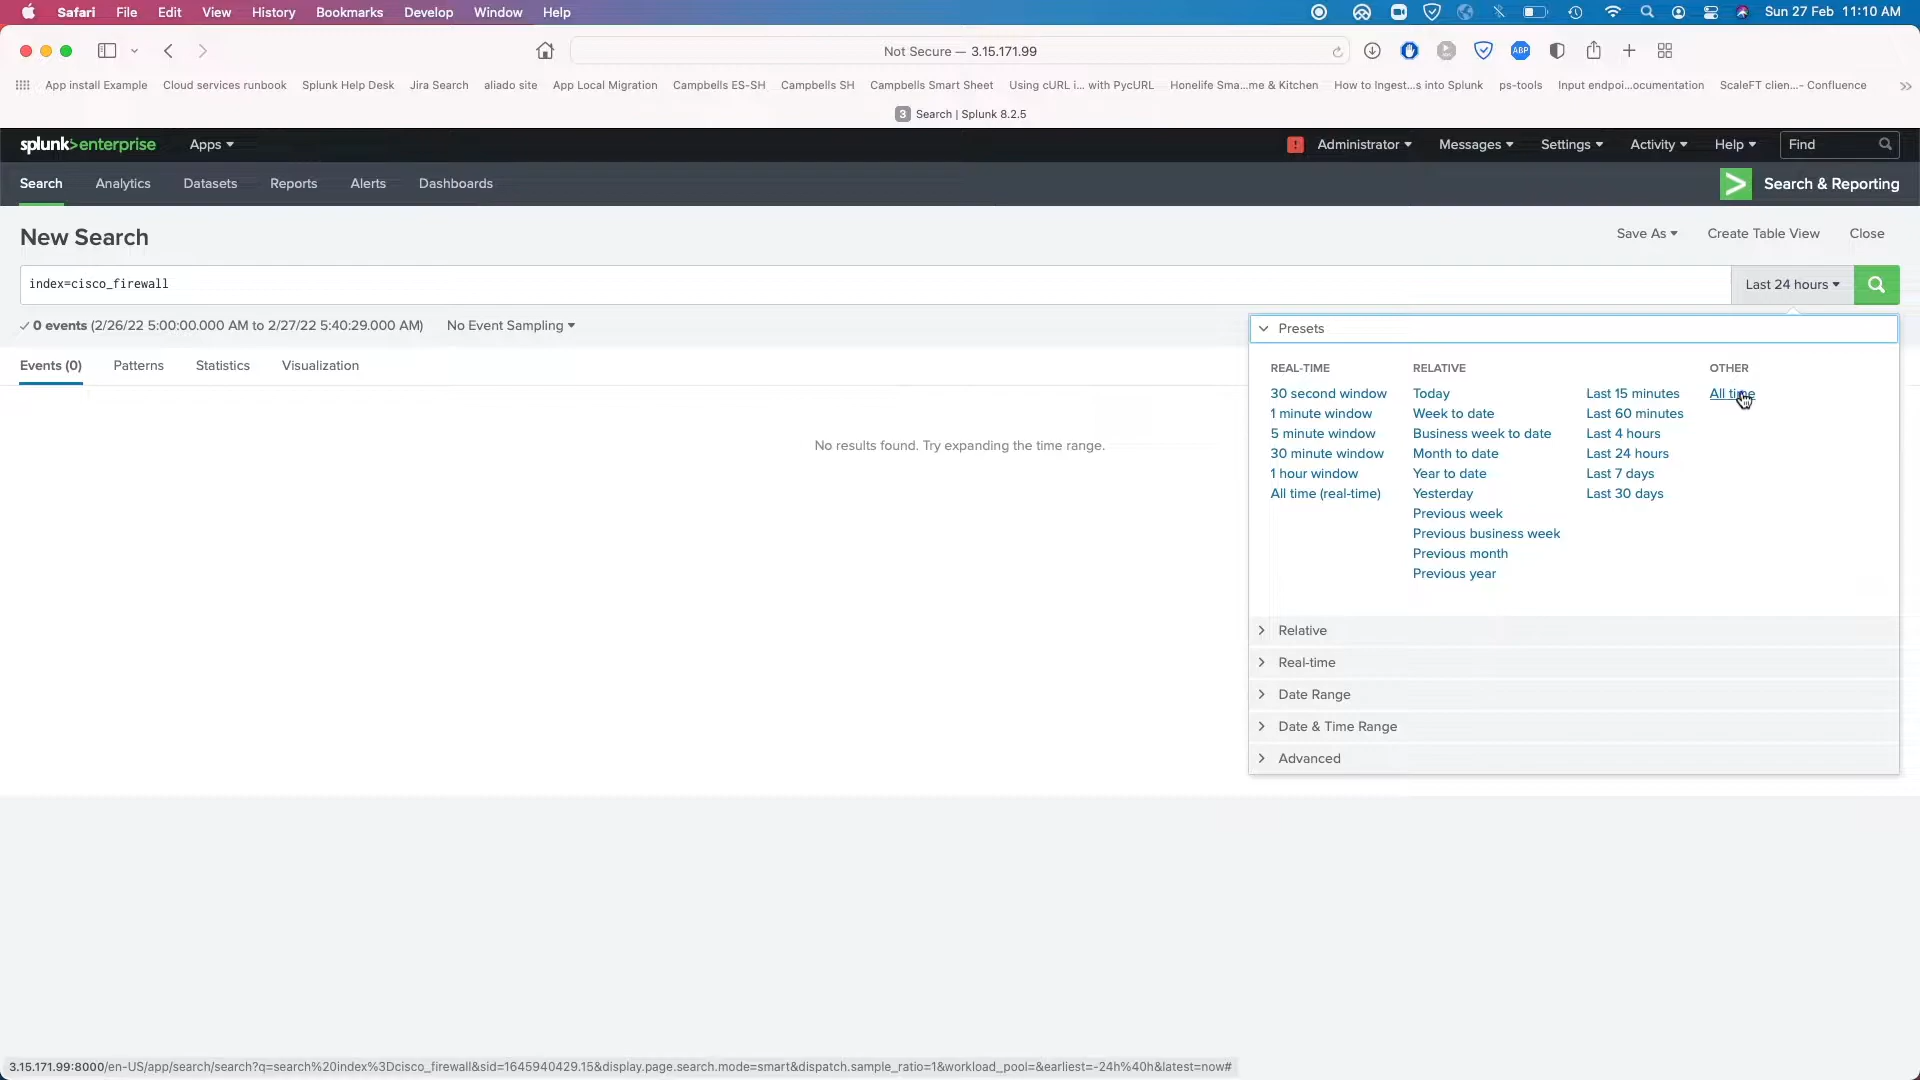 Safari File Edit View History Bookmarks Develop Window Help Sun 27 Feb 11:10 AM
Not Secure — 3.15.171.99
App install Example Cloud services runbook Splunk Help Desk Jira Search aliado site App Local Migration Campbells ES-SH Campbells SH Campbells Smart Sheet Using cURL i... with PycURL Honelife Sma...me & Kitchen How to Ingest...s into Splunk ps-tools Input endpoi...ocumentation ScaleFT clien...- Confluence
3 Search | Splunk 8.2.5
splunk>enterprise Apps ! Administrator Messages Settings Activity Help Find
Search Analytics Datasets Reports Alerts Dashboards > Search & Reporting
New Search Save As Create Table View Close
index=cisco_firewall Last 24 hours
✓ 0 events (2/26/22 5:00:00.000 AM to 2/27/22 5:40:29.000 AM) No Event Sampling
Presets
Events (0) Patterns Statistics Visualization
No results found. Try expanding the time range.
REAL-TIME
30 second window
1 minute window
5 minute window
30 minute window
1 hour window
All time (real-time)
RELATIVE
Today
Week to date
Business week to date
Month to date
Year to date
Yesterday
Previous week
Previous business week
Previous month
Previous year
Last 15 minutes
Last 60 minutes
Last 4 hours
Last 24 hours
Last 7 days
Last 30 days
OTHER
All time
Relative
Real-time
Date Range
Date & Time Range
Advanced
3.15.171.99:8000/en-US/app/search/search?q=search%20index%3Dcisco_firewall&sid=1645940429.15&display.page.search.mode=smart&dispatch.sample_ratio=1&workload_pool=&earliest=-24h%40h&latest=now#